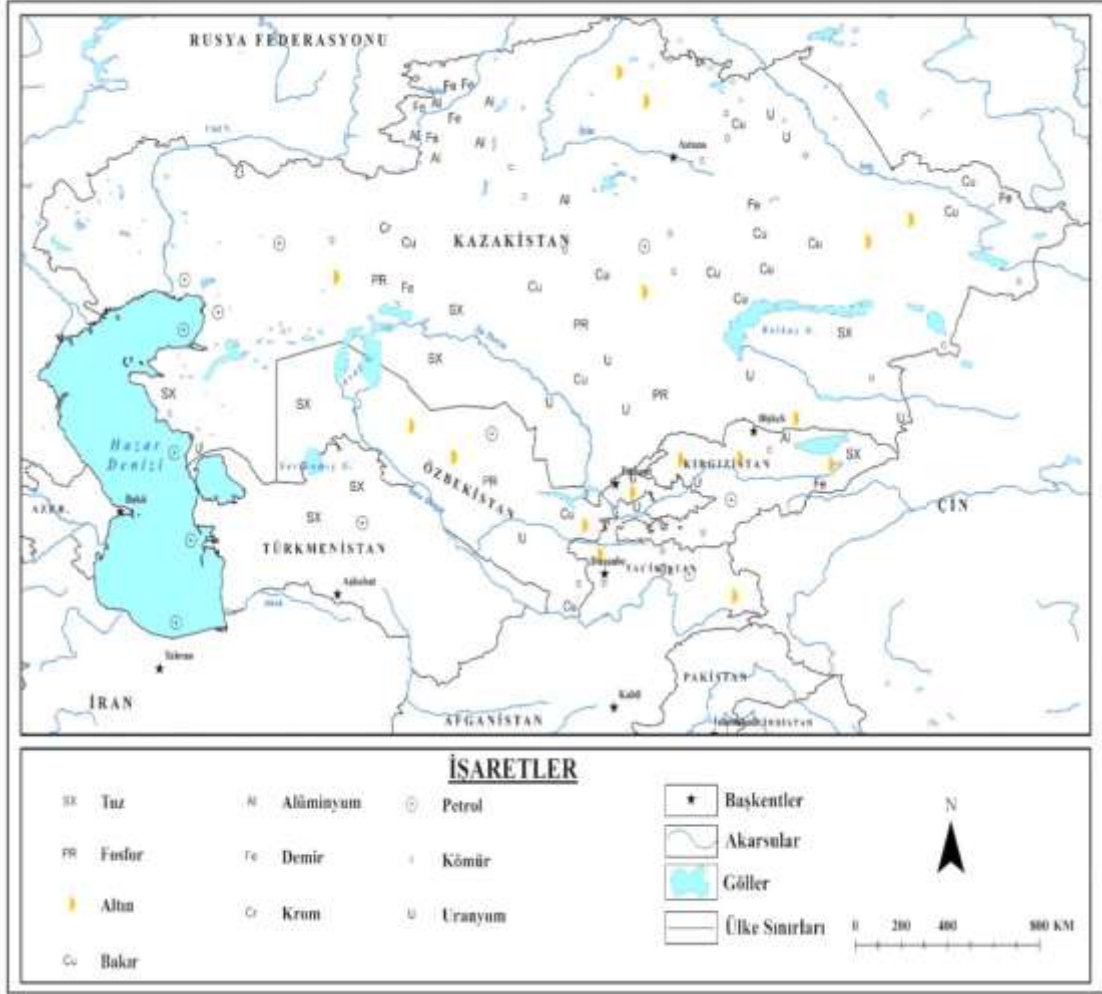 RUSYA FEDERASYONU
Fe Fe
Fe Al Al
Fe
Al Fe Al
Al
U
Cu U
Astana
Al
Cu
Fe Fe
Cu
Cr Cu
KAZAKİSTAN
Cu Cu
PR Fe
Cu Cu Cu Cu
Cu
SX
PR
SX
Balkaş G.
SX
U
Cu U
SX
SX
U U
PR
U
Hazar
Denizi
U
Bişkek
Al
KIRGIZİSTAN
SX
Fe
U
ÖZBEKİSTAN
PR
SX
SX
Cu
U
U
Bakü
AZER.
ÇİN
TÜRKMENİSTAN
Duşanbe
TACİKİSTAN
Aşkabat
Cu
Tahran
İRAN
AFGANİSTAN
Kabil
PAKİSTAN
İŞARETLER
SX Tuz
PR Fosfor
Altın
Cu Bakır
Al Alüminyum
Fe Demir
Cr Krom
Petrol
Kömür
U Uranyum
Başkentler
Akarsular
Göller
Ülke Sınırları
N
0 200 400 800 KM